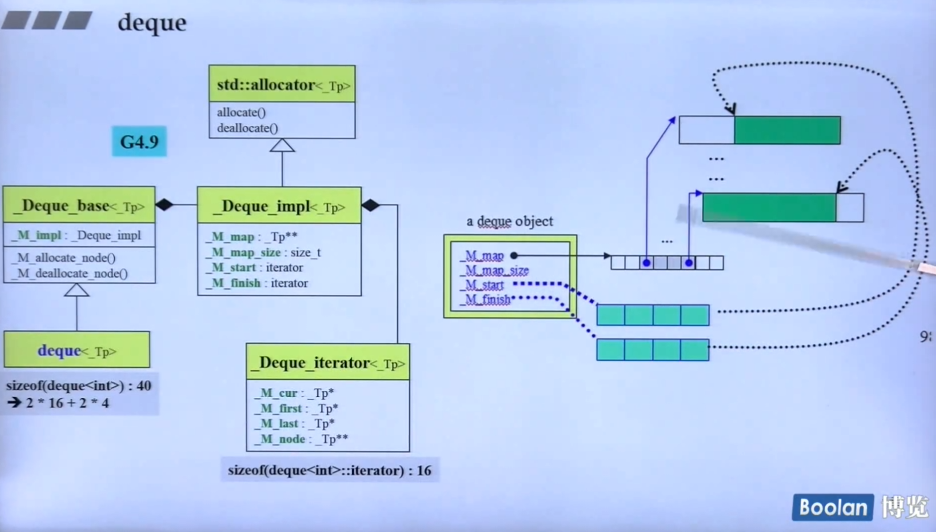 deque
G4.9
std::allocator<_Tp>
allocate()
deallocate()
_Deque_base<_Tp>
_M_impl : _Deque_impl
_M_allocate_node()
_M_deallocate_node()
deque<_Tp>
sizeof(deque<int>) : 40
➔ 2 * 16 + 2 * 4
_Deque_impl<_Tp>
_M_map : _Tp**
_M_map_size : size_t
_M_start : iterator
_M_finish : iterator
_Deque_iterator<_Tp>
_M_cur : _Tp*
_M_first : _Tp*
_M_last : _Tp*
_M_node : _Tp**
sizeof(deque<int>::iterator) : 16
a deque object
_M_map
_M_map_size
_M_start
_M_finish
...
...
...
Boolan 博览